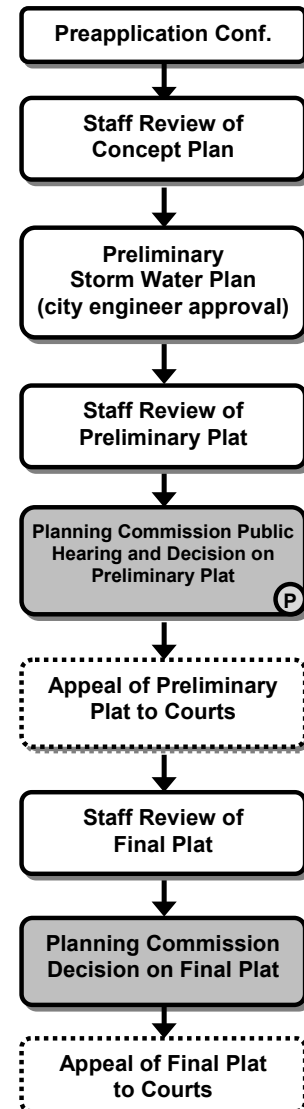 Preapplication Conf.
Staff Review of
Concept Plan
Preliminary
Storm Water Plan
(city engineer approval)
Staff Review of
Preliminary Plat
Planning Commission Public
Hearing and Decision on
Preliminary Plat
P
Appeal of Preliminary
Plat to Courts
Staff Review of
Final Plat
Planning Commission
Decision on Final Plat
Appeal of Final Plat
to Courts